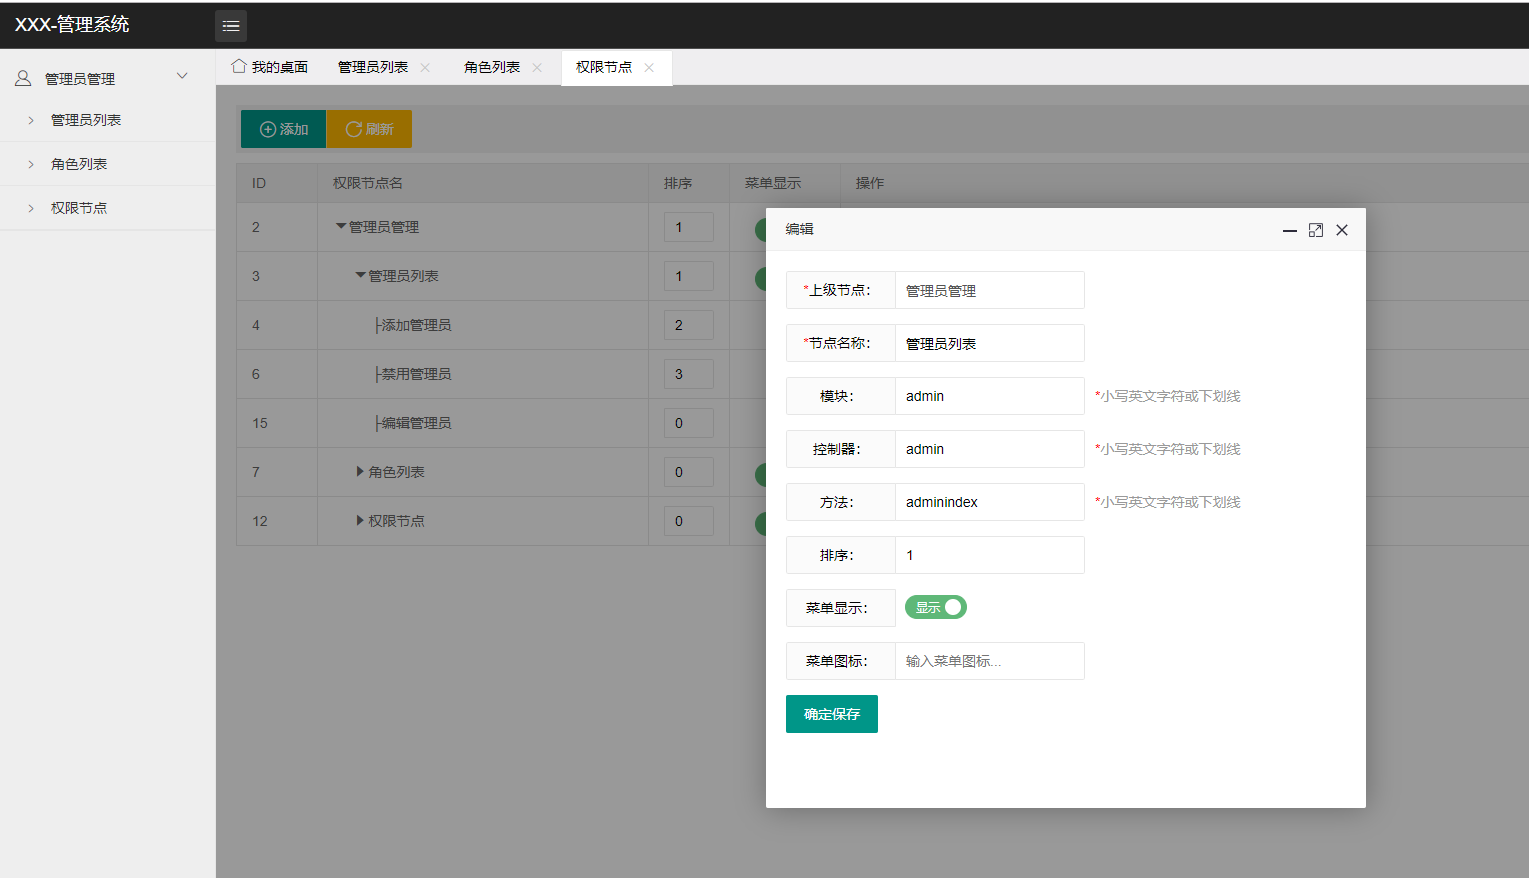 XXX-管理系统
管理员管理
管理员列表
角色列表
权限节点
我的桌面 管理员列表 角色列表 权限节点
添加 刷新
ID 权限节点名 排序 菜单显示 操作
2 管理员管理 1
3 管理员列表 1
4 ├添加管理员 2
6 ├禁用管理员 3
15 ├编辑管理员 0
7 角色列表 0
12 权限节点 0
编辑
*上级节点： 管理员管理
*节点名称： 管理员列表
模块： admin *小写英文字符或下划线
控制器： admin *小写英文字符或下划线
方法： adminindex *小写英文字符或下划线
排序： 1
菜单显示： 显示
菜单图标： 输入菜单图标...
确定保存